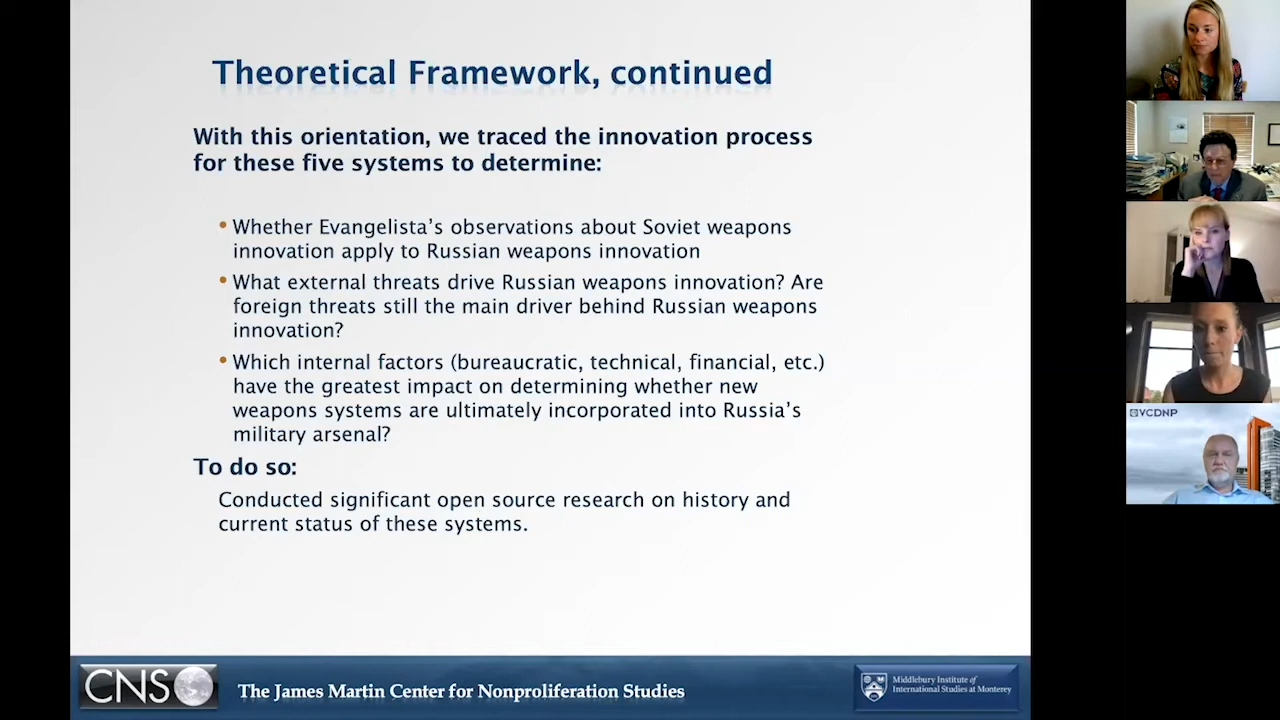 Theoretical Framework, continued
With this orientation, we traced the innovation process
for these five systems to determine:
• Whether Evangelista's observations about Soviet weapons
innovation apply to Russian weapons innovation
• What external threats drive Russian weapons innovation? Are
foreign threats still the main driver behind Russian weapons
innovation?
• Which internal factors (bureaucratic, technical, financial, etc.)
have the greatest impact on determining whether new
weapons systems are ultimately incorporated into Russia's
military arsenal?
To do so:
Conducted significant open source research on history and
current status of these systems.
CNS
The James Martin Center for Nonproliferation Studies
Middlebury Institute of
International Studies at Monterey
VCDNP